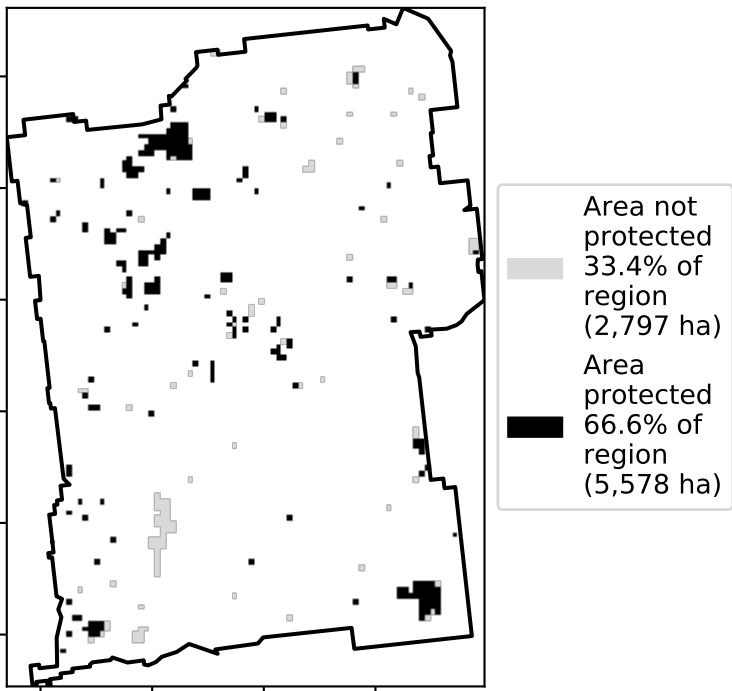 Area not
protected
33.4% of
region
(2,797 ha)
Area
protected
66.6% of
region
(5,578 ha)